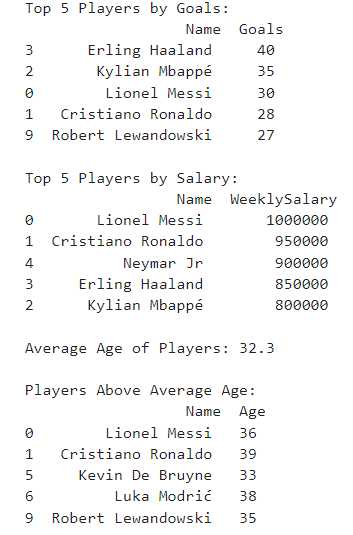 Top 5 Players by Goals:
Name Goals
3 Erling Haaland 40
2 Kylian Mbappé 35
0 Lionel Messi 30
1 Cristiano Ronaldo 28
9 Robert Lewandowski 27
Top 5 Players by Salary:
Name WeeklySalary
0 Lionel Messi 1000000
1 Cristiano Ronaldo 950000
4 Neymar Jr 900000
3 Erling Haaland 850000
2 Kylian Mbappé 800000
Average Age of Players: 32.3
Players Above Average Age:
Name Age
0 Lionel Messi 36
1 Cristiano Ronaldo 39
5 Kevin De Bruyne 33
6 Luka Modrić 38
9 Robert Lewandowski 35